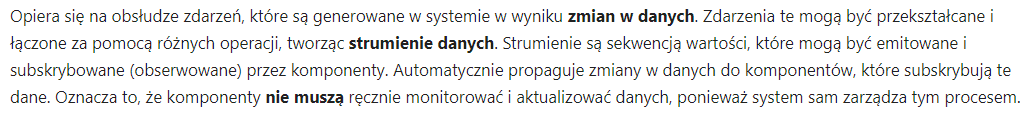 Opiera się na obsłudze zdarzeń, które są generowane w systemie w wyniku zmian w danych. Zdarzenia te mogą być przekształcane i
łączone za pomocą różnych operacji, tworząc strumienie danych. Strumienie są sekwencją wartości, które mogą być emitowane i
subskrybowane (obserwowane) przez komponenty. Automatycznie propaguje zmiany w danych do komponentów, które subskrybują te
dane. Oznacza to, że komponenty nie muszą ręcznie monitorować i aktualizować danych, ponieważ system sam zarządza tym procesem.